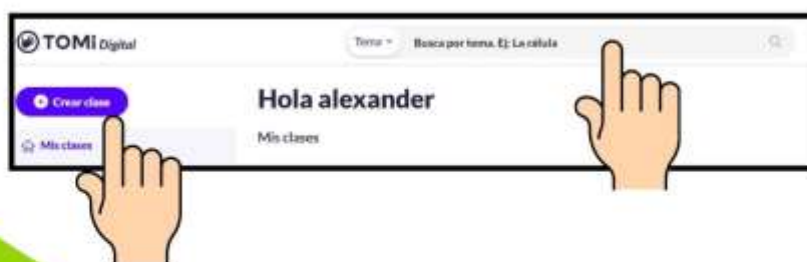 TOMi Digital
Tema
Busca por tema. Ej: La célula
Crear clase
Hola alexander
Mis clases
Mis clases